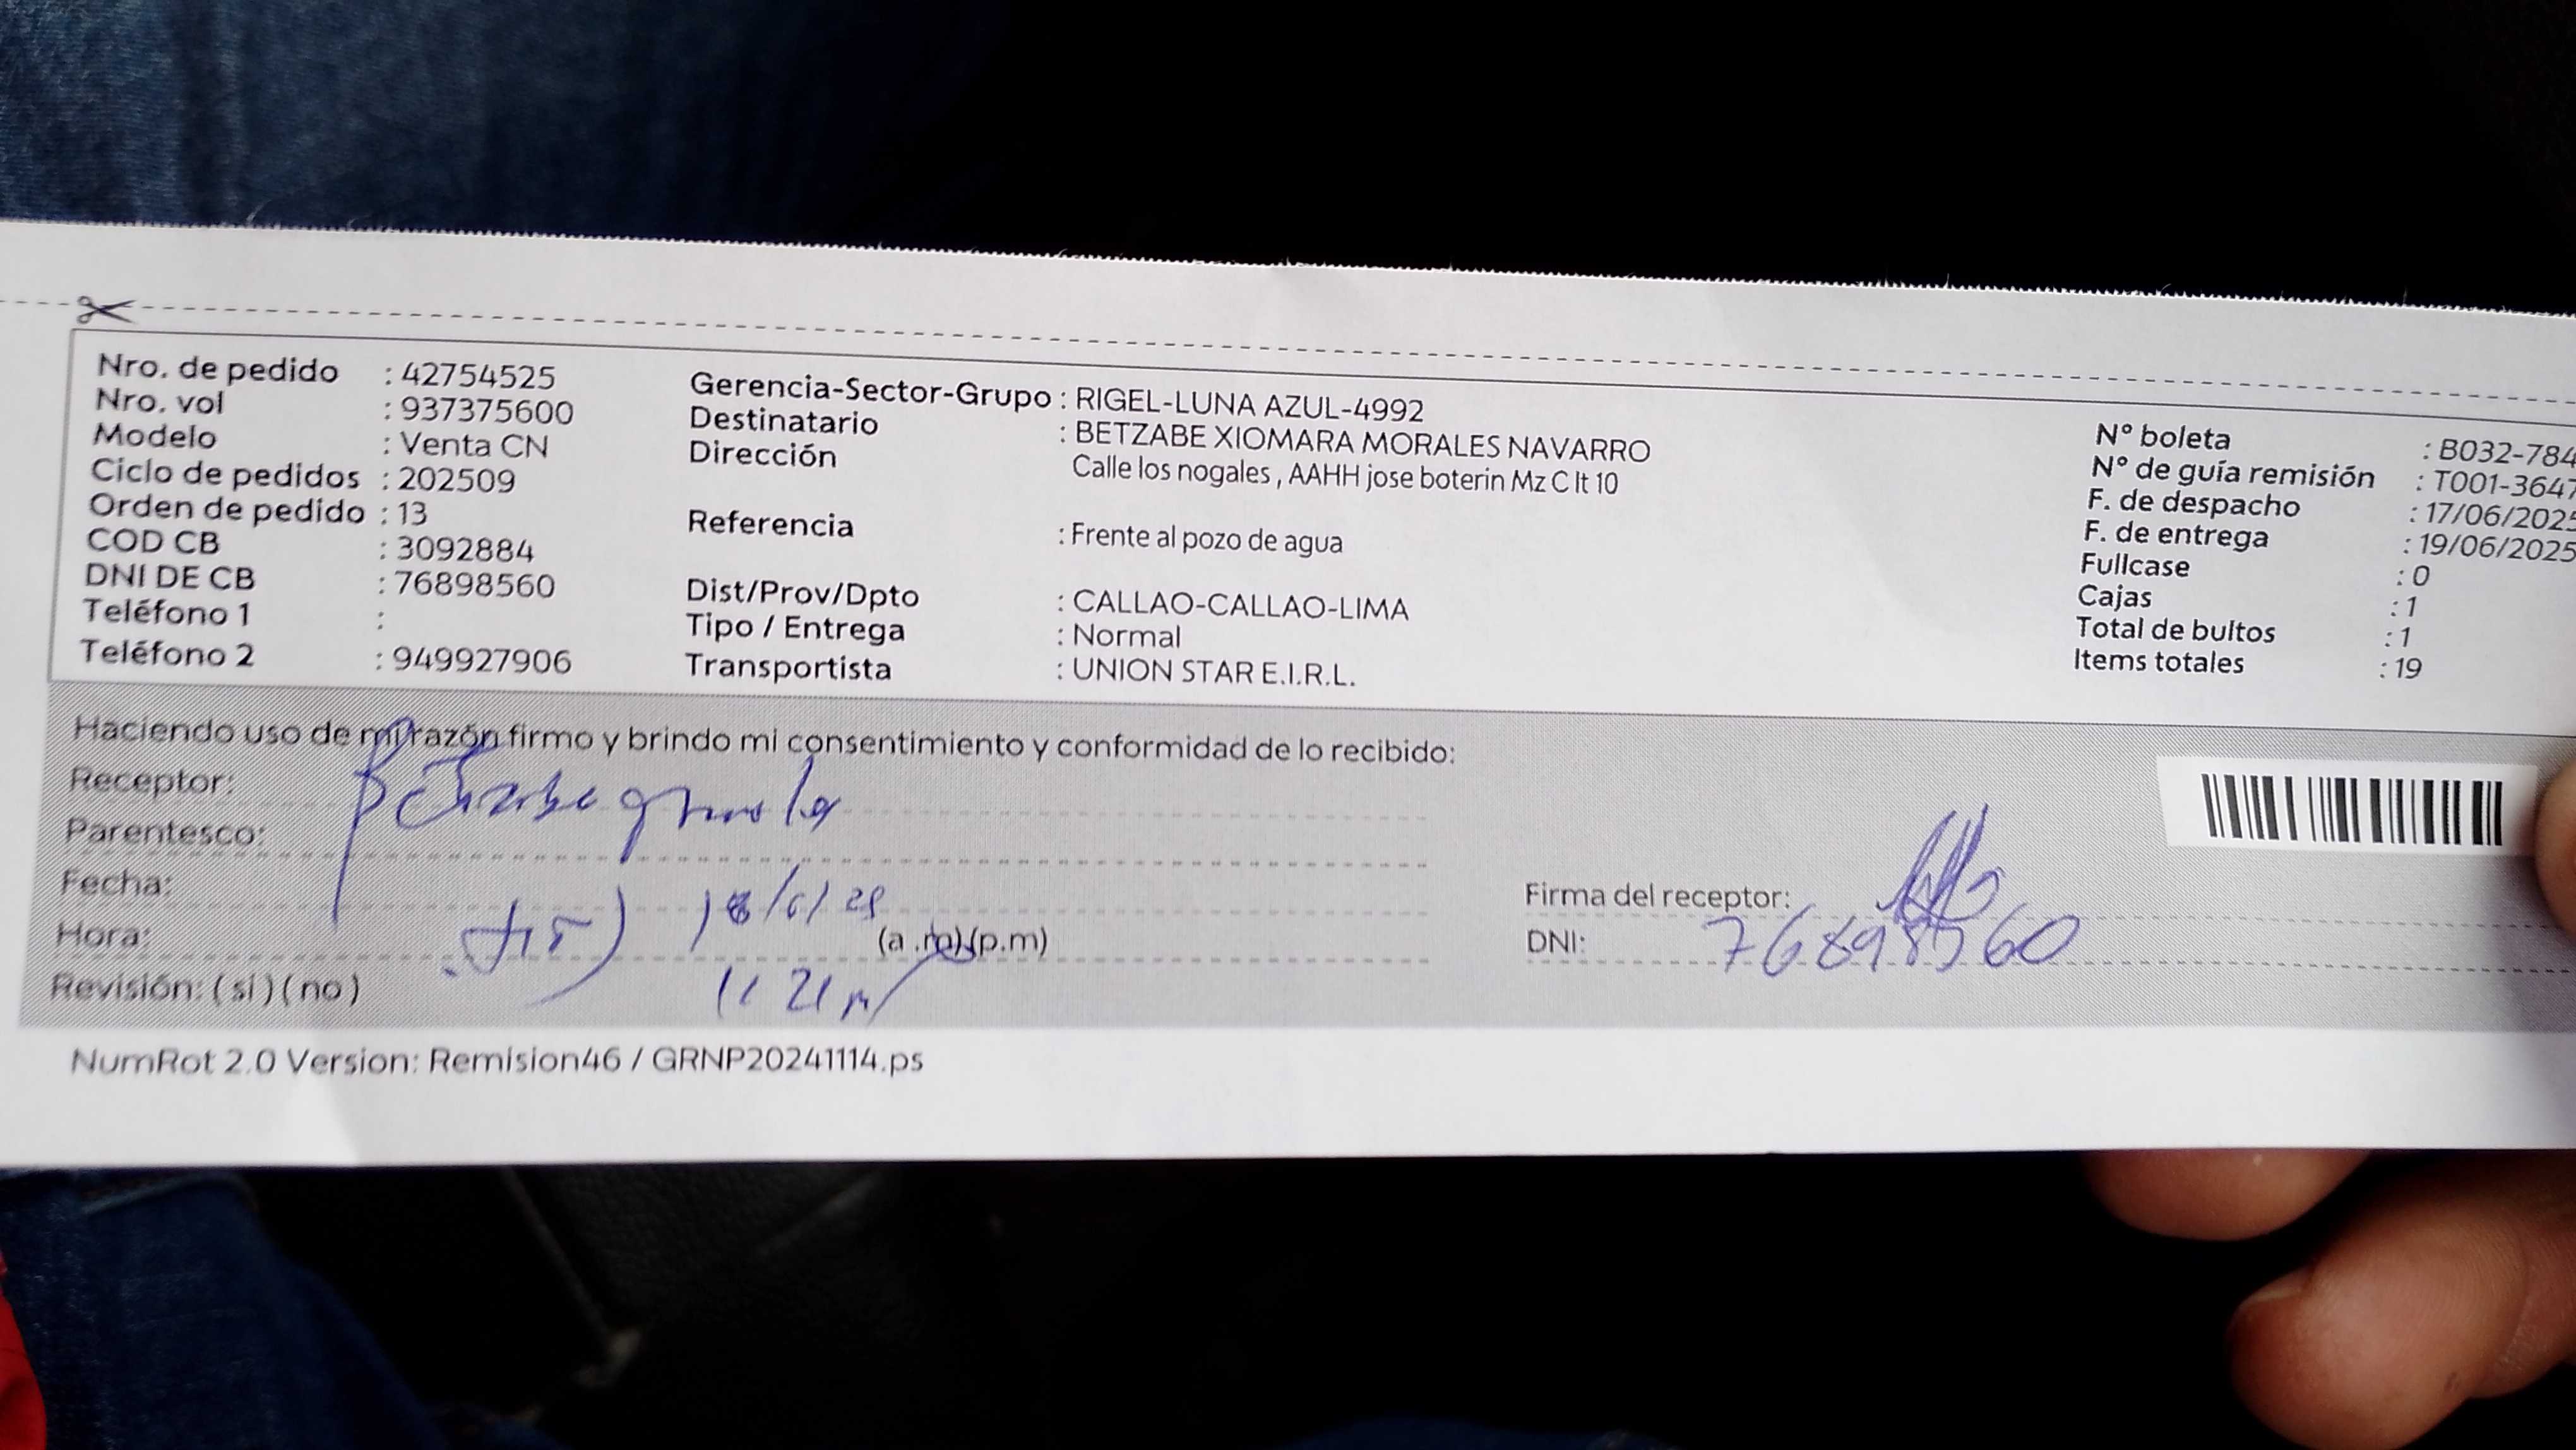 Nro. de pedido : 42754525
Nro. vol : 937375600
Modelo : Venta CN
Ciclo de pedidos : 202509
Orden de pedido : 13
COD CB : 3092884
DNI DE CB : 76898560
Teléfono 1 :
Teléfono 2 : 949927906
Gerencia-Sector-Grupo : RIGEL-LUNA AZUL-4992
Destinatario : BETZABE XIOMARA MORALES NAVARRO
Dirección Calle los nogales , AAHH jose boterin Mz C lt 10
Referencia : Frente al pozo de agua
Dist/Prov/Dpto : CALLAO-CALLAO-LIMA
Tipo / Entrega : Normal
Transportista : UNION STAR E.I.R.L.
N° boleta : B032-784
N° de guía remisión : T001-3647
F. de despacho : 17/06/2025
F. de entrega : 19/06/2025
Fullcase : 0
Cajas : 1
Total de bultos : 1
Items totales : 19
Haciendo uso de mi razón firmo y brindo mi consentimiento y conformidad de lo recibido:
Receptor:
Parentesco:
Fecha:
Hora: (a .m)(p.m)
Revisión: ( si ) ( no )
Firma del receptor:
DNI: 76898560
NumRot 2.0 Version: Remision46 / GRNP20241114.ps